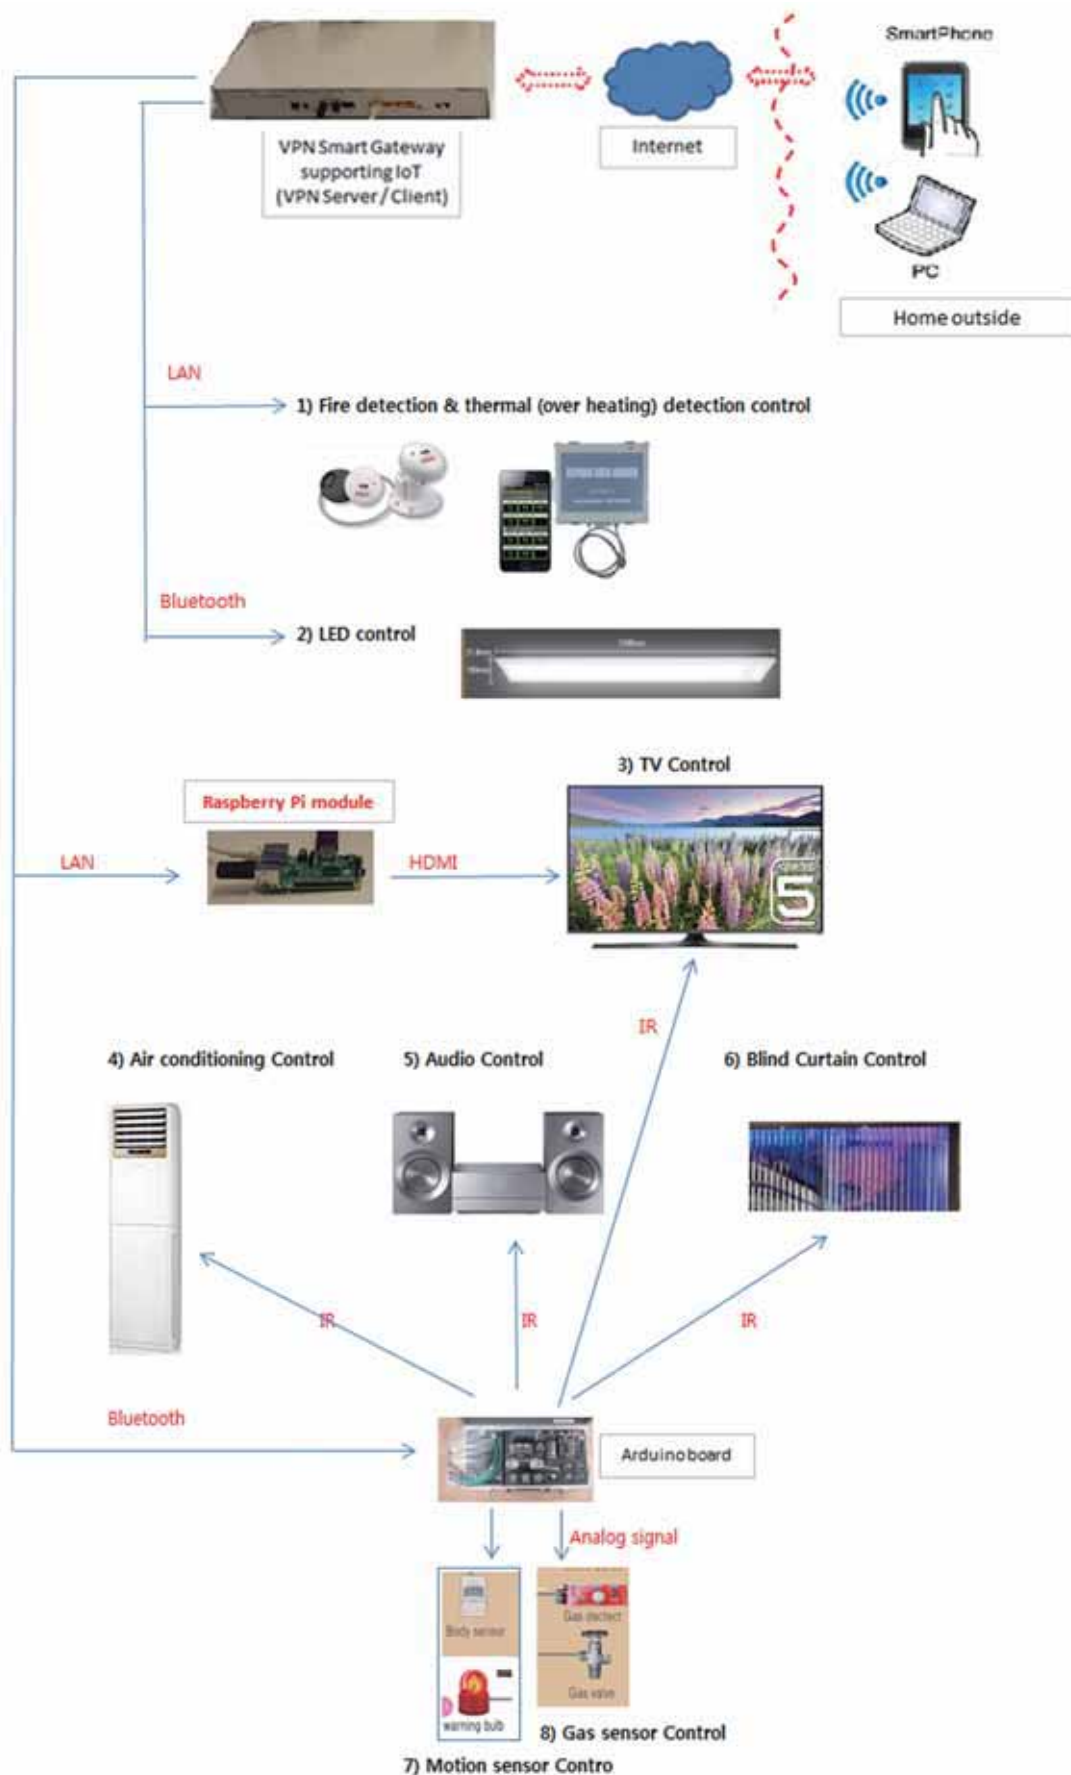 SmartPhone
VPN Smart Gateway
supporting IoT
(VPN Server / Client)
Internet
PC
Home outside
LAN
1) Fire detection & thermal (over heating) detection control
Bluetooth
2) LED control
3) TV Control
Raspberry Pi module
LAN
HDMI
5
IR
4) Air conditioning Control
5) Audio Control
6) Blind Curtain Control
IR
IR
IR
Bluetooth
Arduino board
Analog signal
Body sensor
Gas detect
Gas valve
warning bulb
8) Gas sensor Control
7) Motion sensor Contro